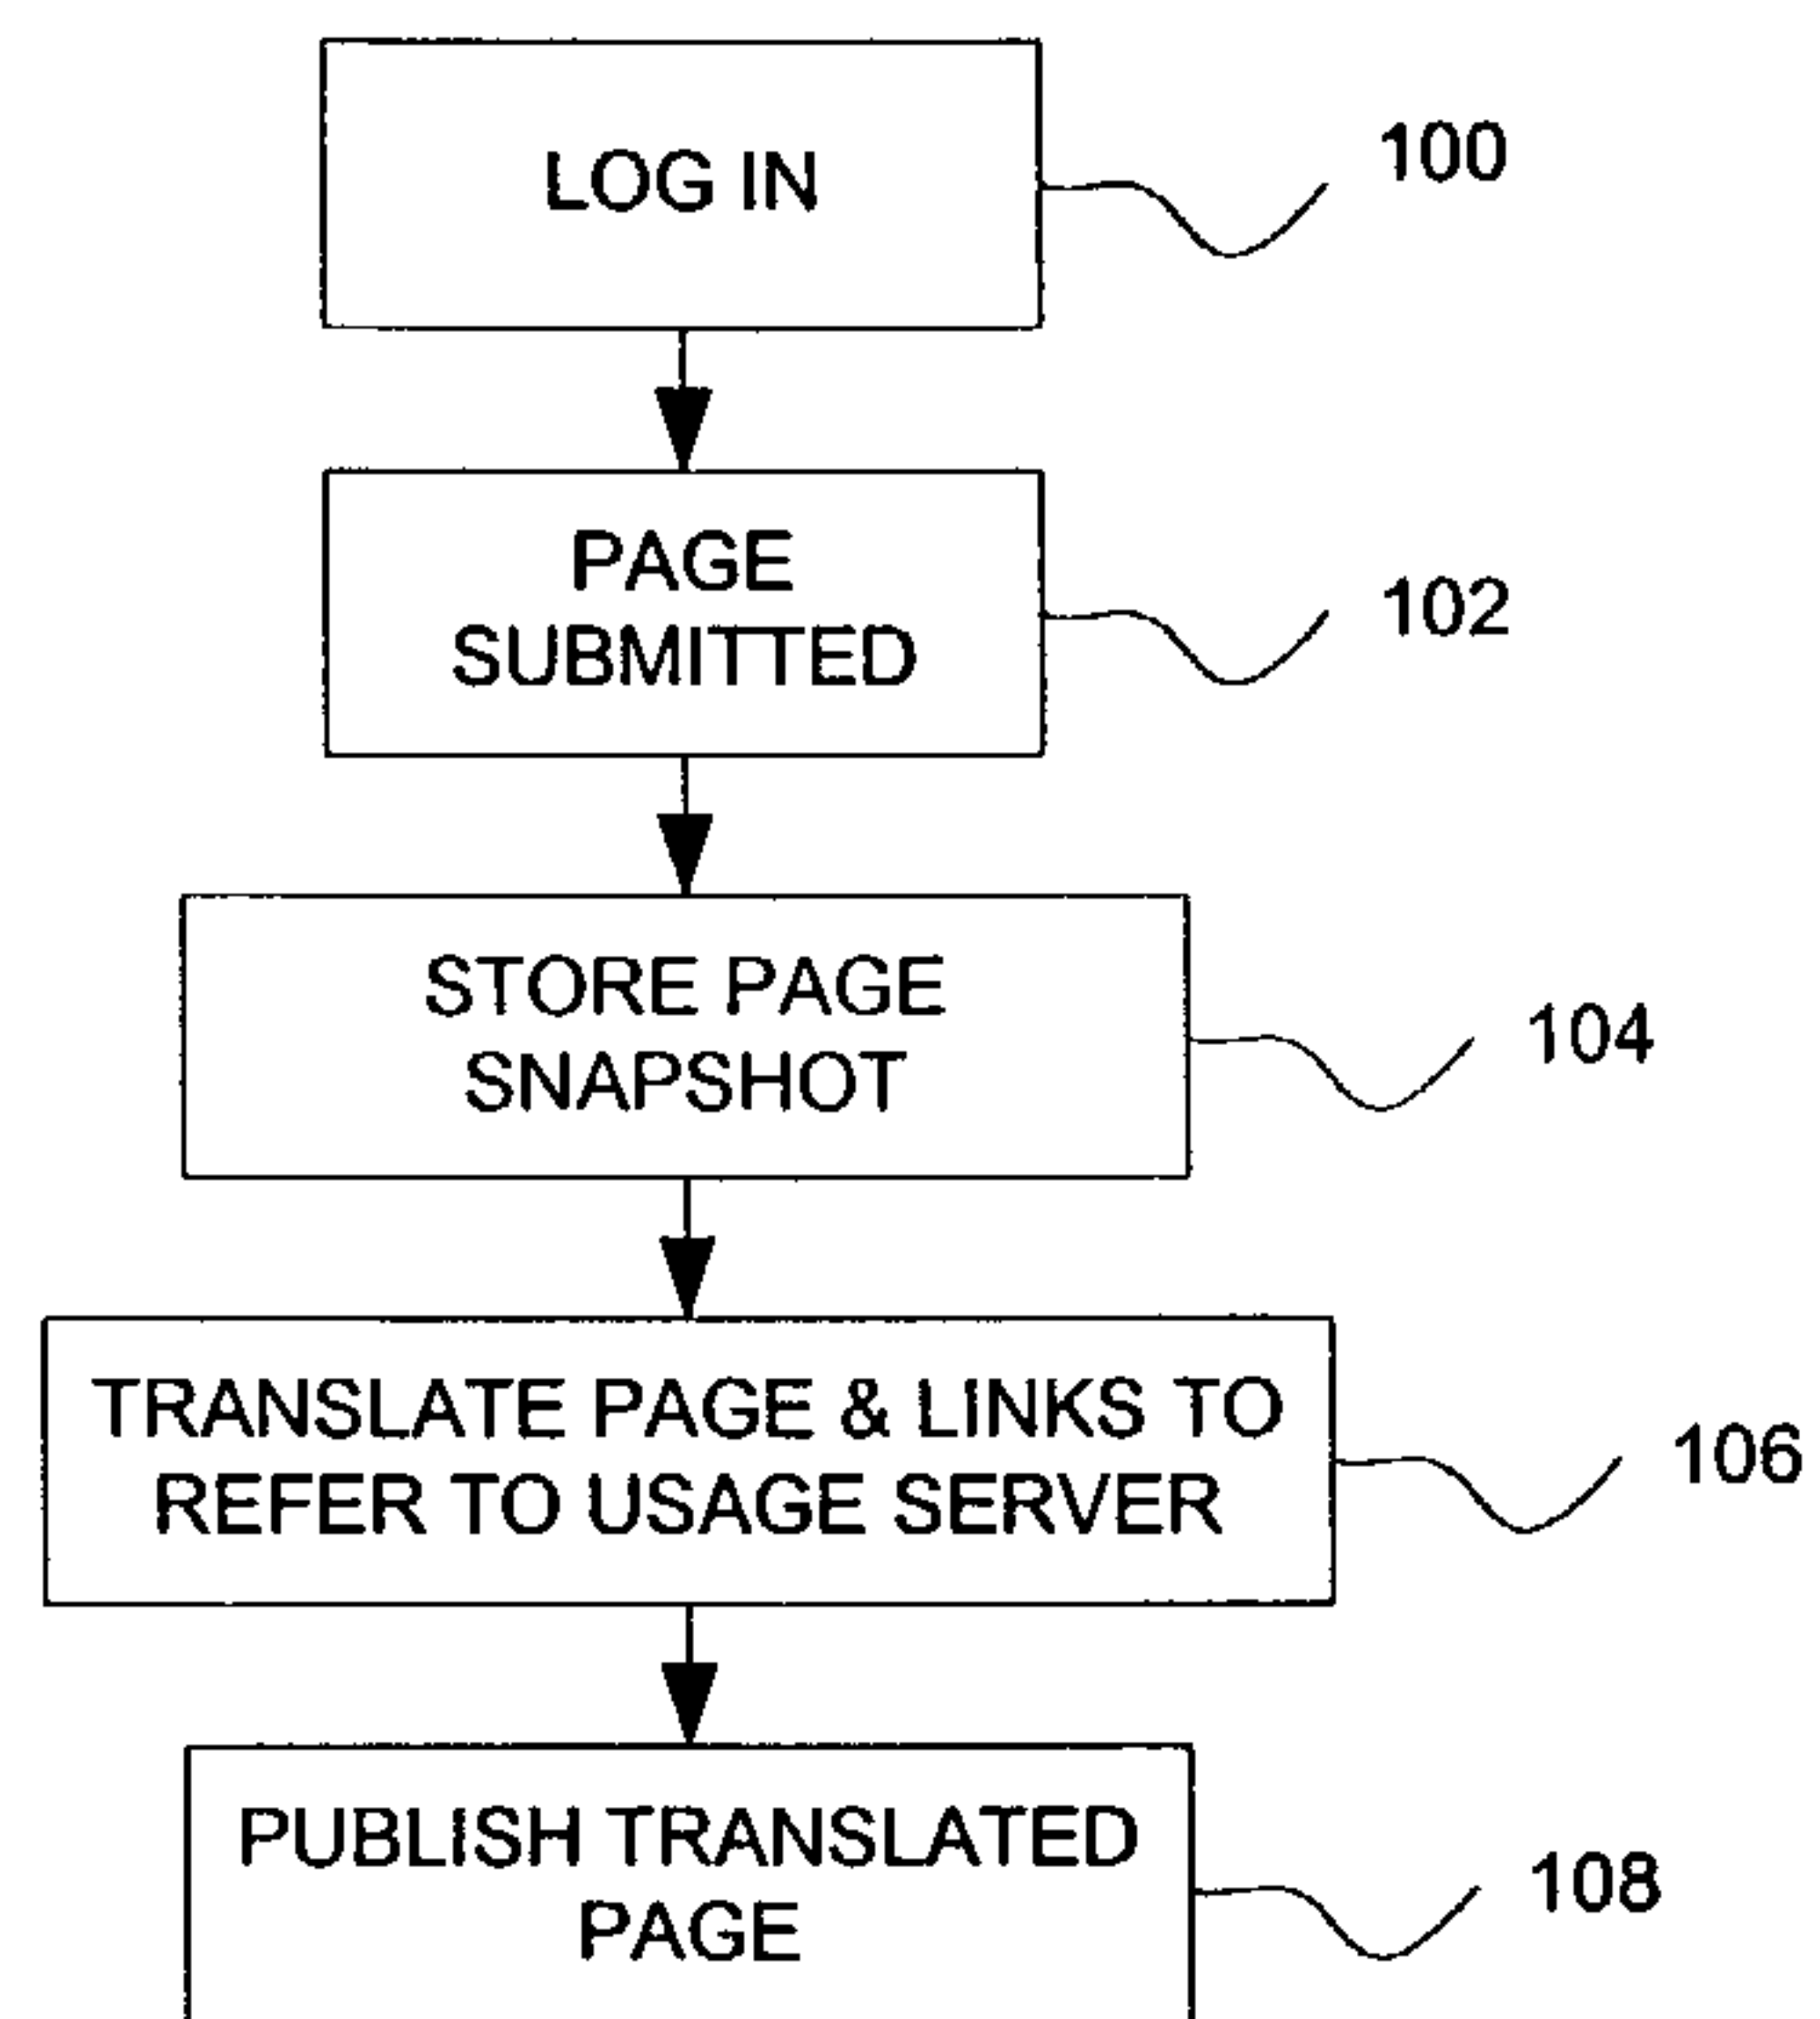 LOG IN
100
PAGE
SUBMITTED
102
STORE PAGE
SNAPSHOT
104
TRANSLATE PAGE & LINKS TO
REFER TO USAGE SERVER
106
PUBLISH TRANSLATED
PAGE
108